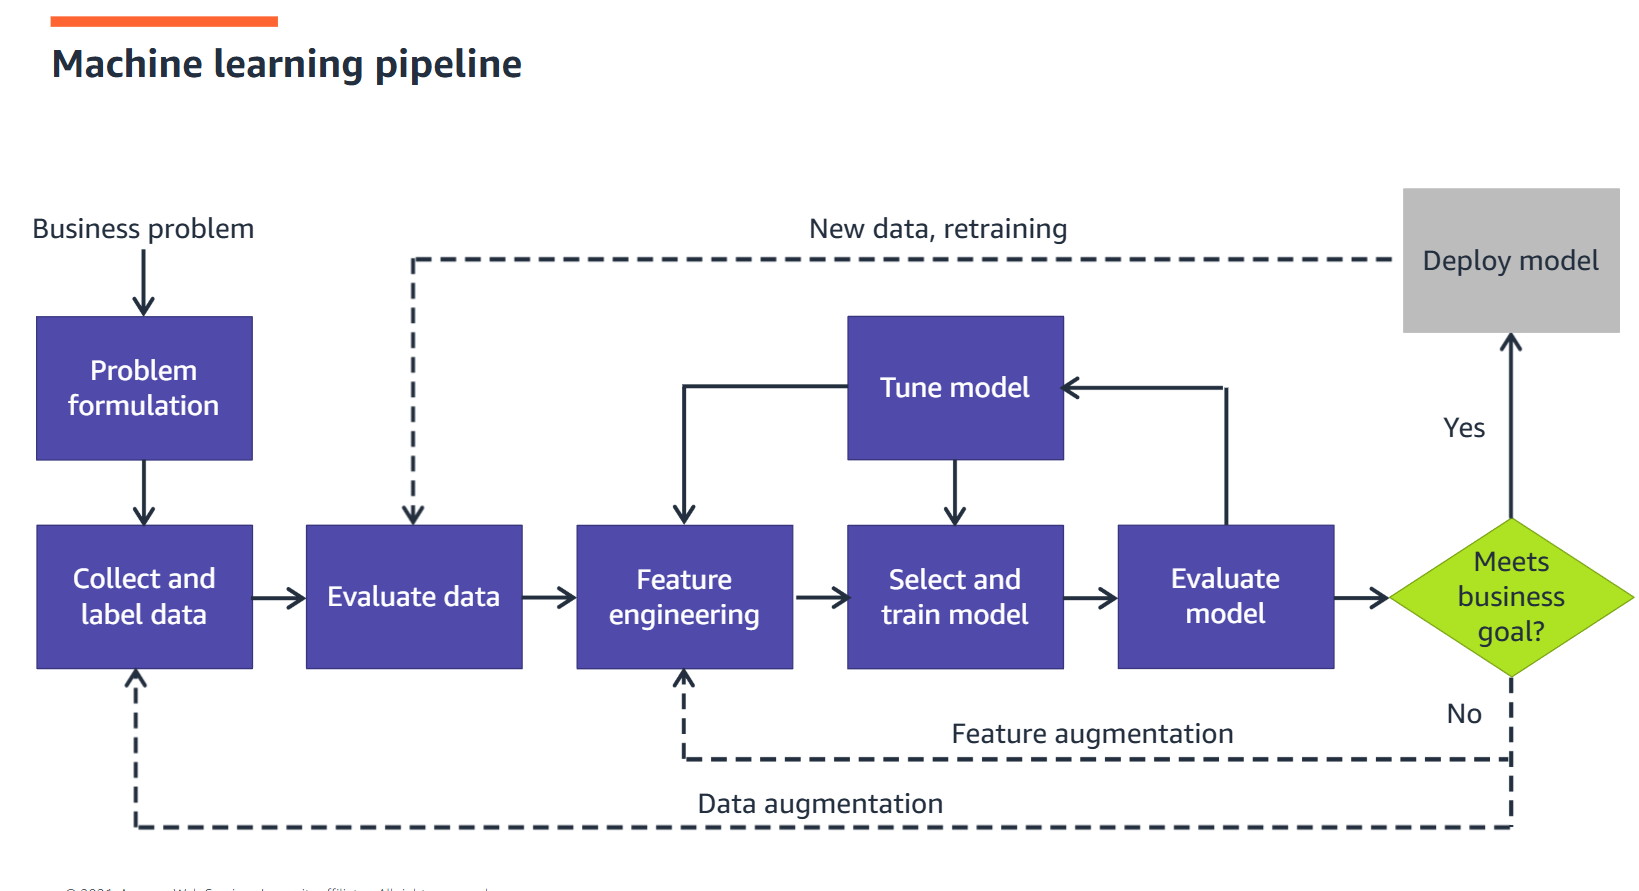 Machine learning pipeline
Business problem
New data, retraining
Deploy model
Problem
formulation
Tune model
Yes
Collect and
label data
Evaluate data
Feature
engineering
Select and
train model
Evaluate
model
Meets
business
goal?
No
Feature augmentation
Data augmentation